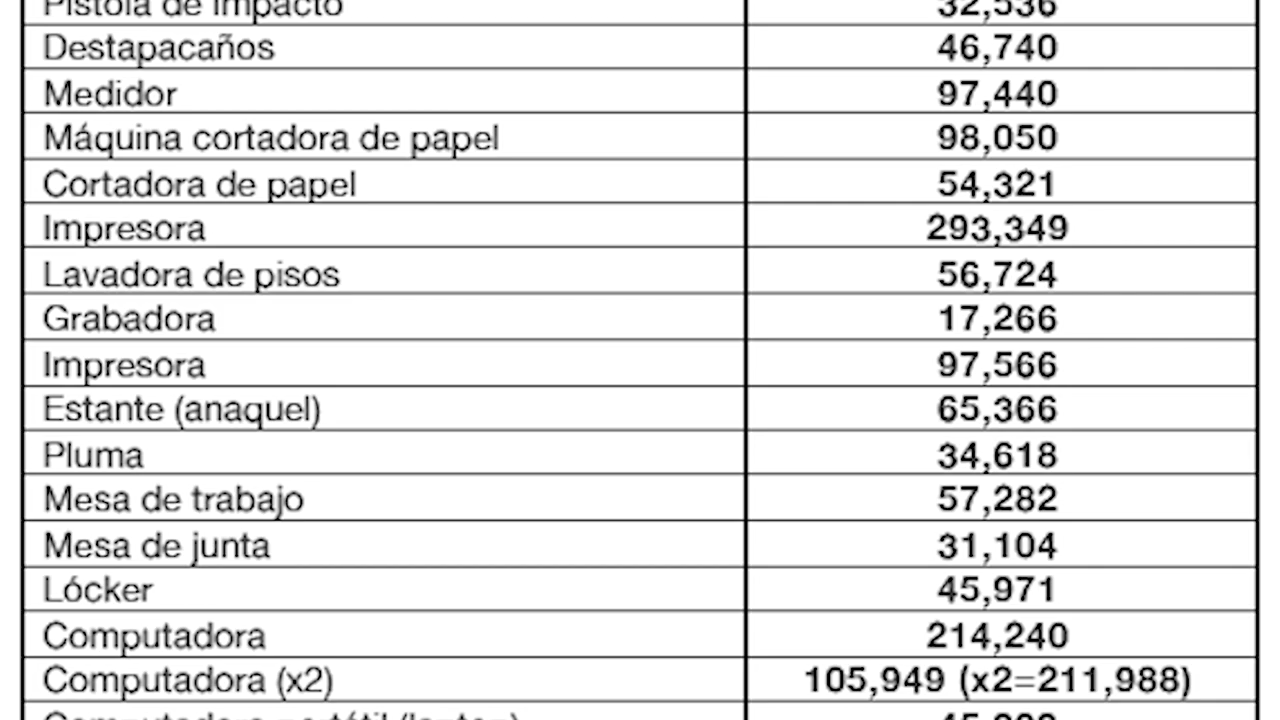 Pistola de impacto 32,536
Destapacaños 46,740
Medidor 97,440
Máquina cortadora de papel 98,050
Cortadora de papel 54,321
Impresora 293,349
Lavadora de pisos 56,724
Grabadora 17,266
Impresora 97,566
Estante (anaquel) 65,366
Pluma 34,618
Mesa de trabajo 57,282
Mesa de junta 31,104
Lócker 45,971
Computadora 214,240
Computadora (x2) 105,949 (x2=211,988)
Computadora portátil (laptop)